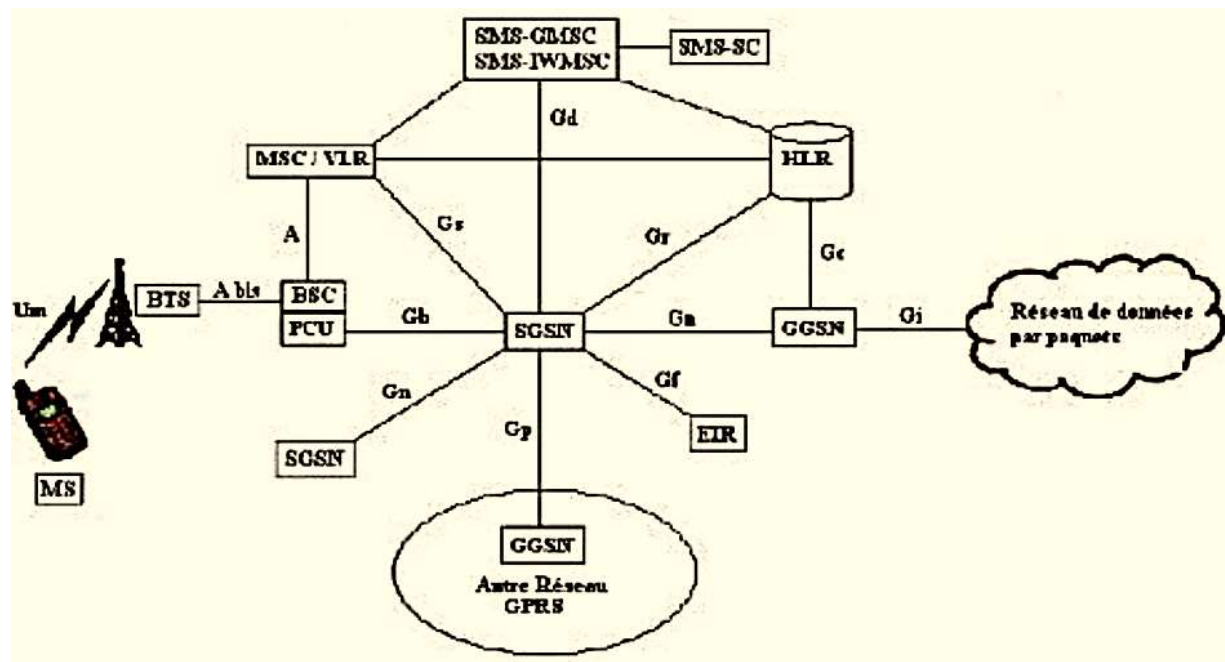 SMS-GMSC
SMS-IWMSC
SMS-SC
Gd
MSC / VLR
HLR
A
Gs
Gr
Gc
Um
BTS
A bis
BSC
PCU
Gb
SGSN
Gn
GGSN
Gi
Réseau de données
par paquets
Gn
Gf
Gp
SGSN
EIR
MS
GGSN
Autre Réseau
GPRS